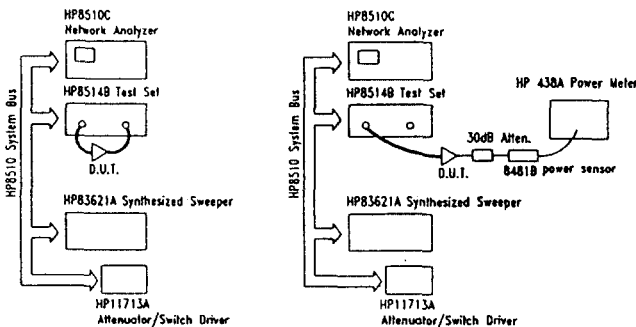 HP8510C
Network Analyzer
HP8514B Test Set
D.U.T.
HP8510 System Bus
HP83621A Synthesized Sweeper
HP11713A
Attenuator/Switch Driver
HP8510C
Network Analyzer
HP 438A Power Meter
HP8514B Test Set
30dB Atten.
D.U.T.
8481B power sensor
HP8510 System Bus
HP83621A Synthesized Sweeper
HP11713A
Attenuator/Switch Driver